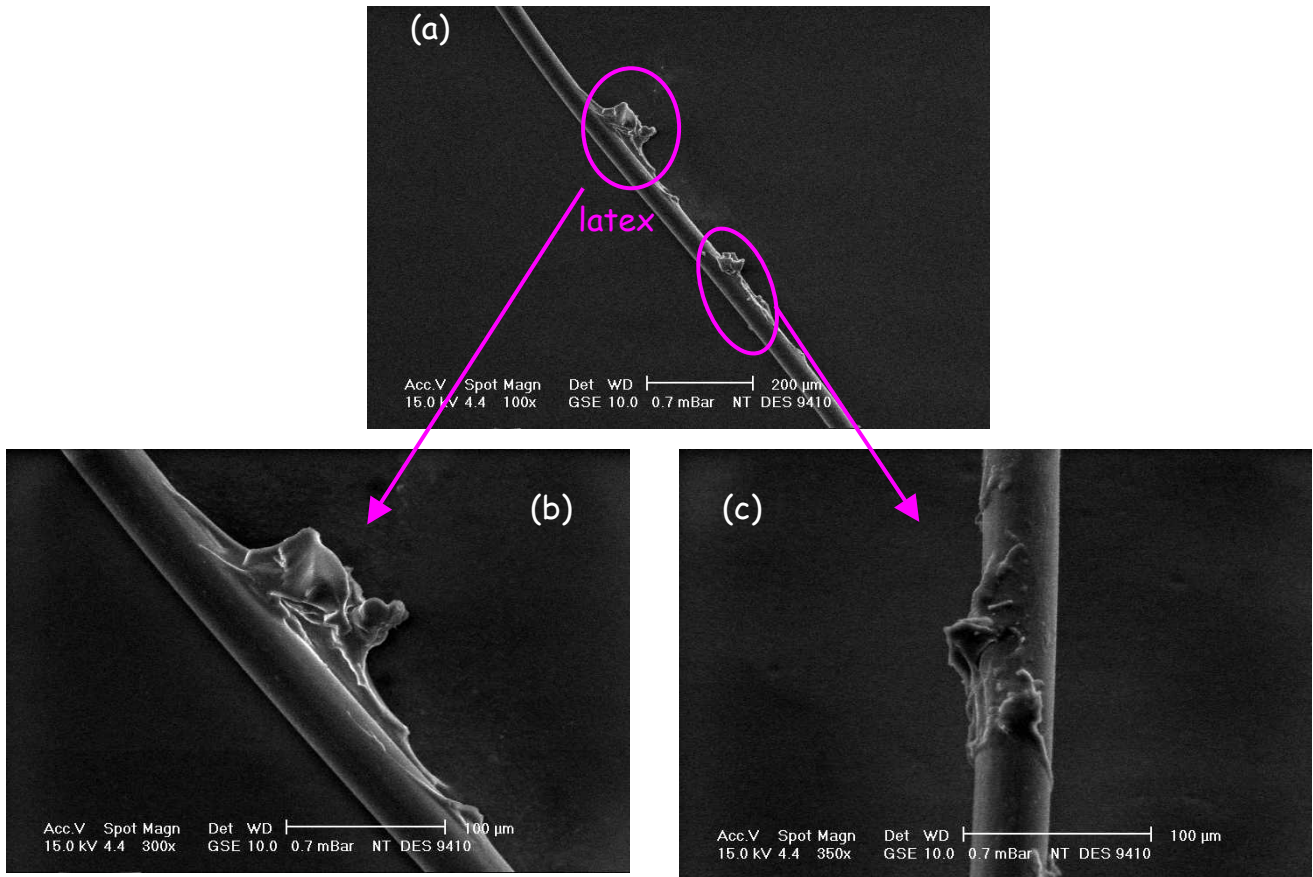 (a)
latex
Acc.V Spot Magn Det WD 200 µm
15.0 kV 4.4 100x GSE 10.0 0.7 mBar NT DES 9410
(b)
Acc.V Spot Magn Det WD 100 µm
15.0 kV 4.4 300x GSE 10.0 0.7 mBar NT DES 9410
(c)
Acc.V Spot Magn Det WD 100 µm
15.0 kV 4.4 350x GSE 10.0 0.7 mBar NT DES 9410